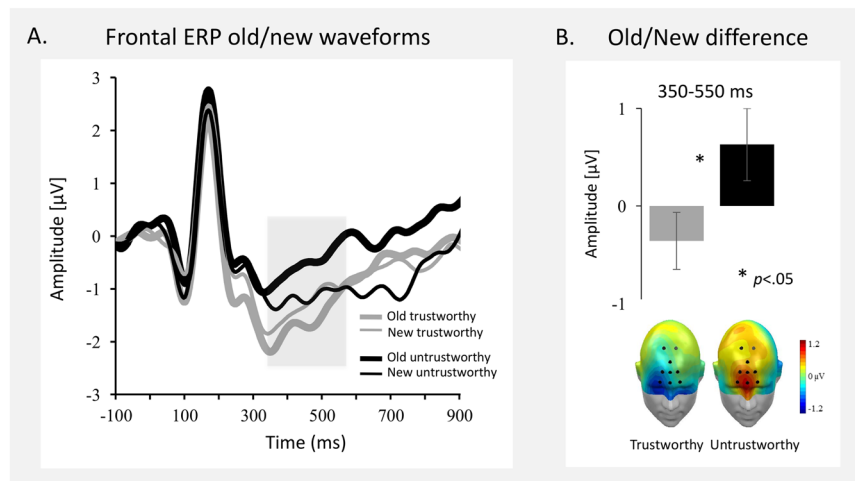 A. Frontal ERP old/new waveforms
3
2
1
0
-1
-2
-3
Amplitude [µV]
-100 100 300 500 700 900
Time (ms)
Old trustworthy
New trustworthy
Old untrustworthy
New untrustworthy
B. Old/New difference
350-550 ms
1
0
-1
Amplitude [µV]
*
* p<.05
1.2
0 µV
-1.2
Trustworthy Untrustworthy